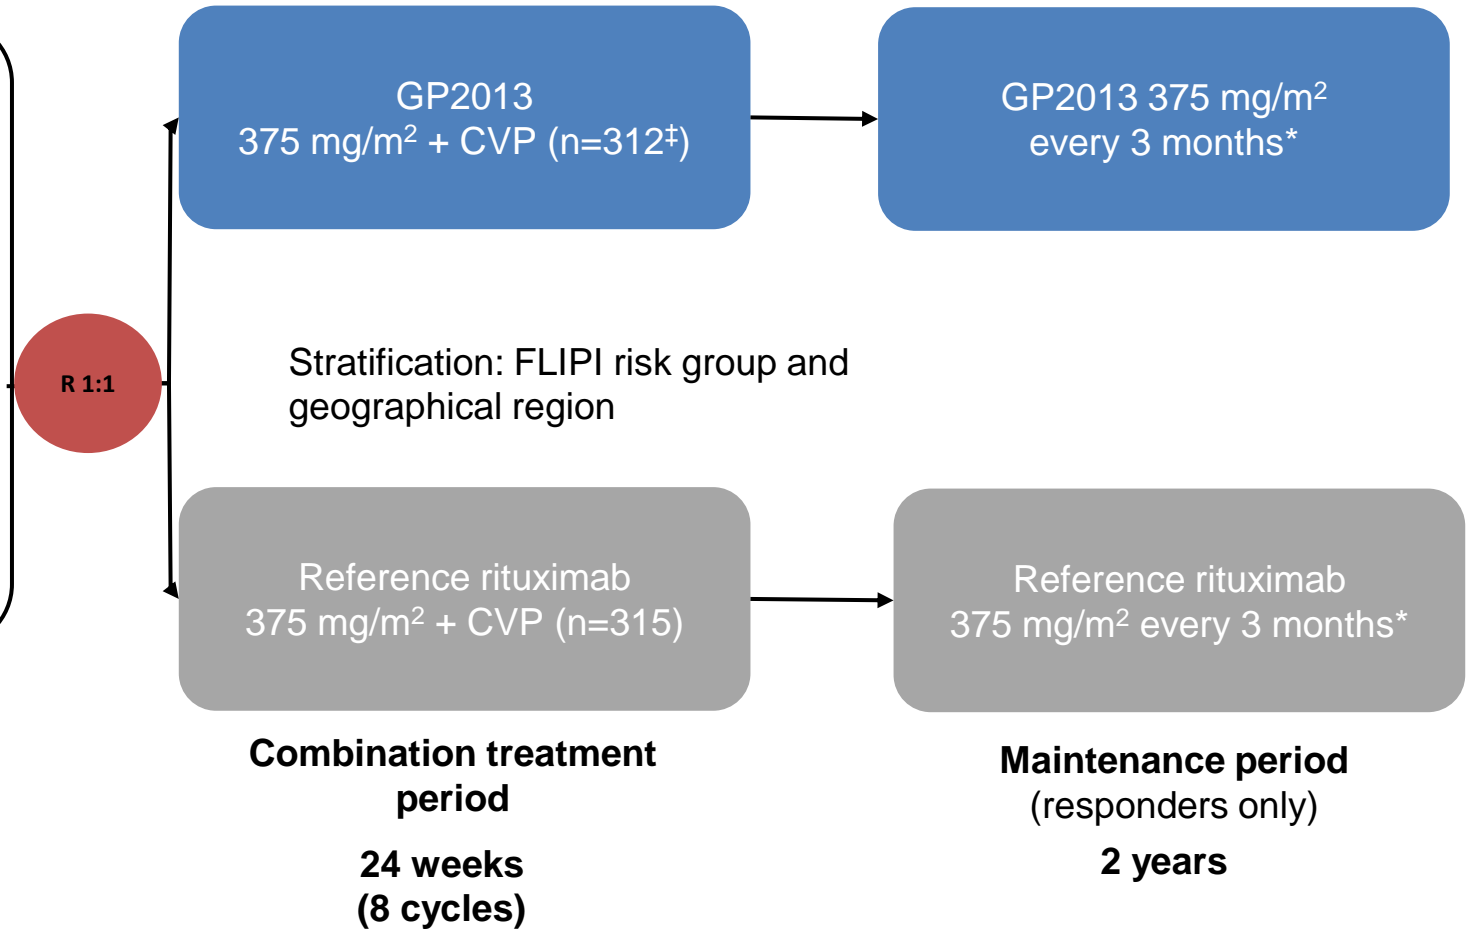 GP2013
375 mg/m² + CVP (n=312‡)
GP2013 375 mg/m²
every 3 months*
R 1:1
Stratification: FLIPI risk group and
geographical region
Reference rituximab
375 mg/m² + CVP (n=315)
Reference rituximab
375 mg/m² every 3 months*
Combination treatment
period
24 weeks
(8 cycles)
Maintenance period
(responders only)
2 years